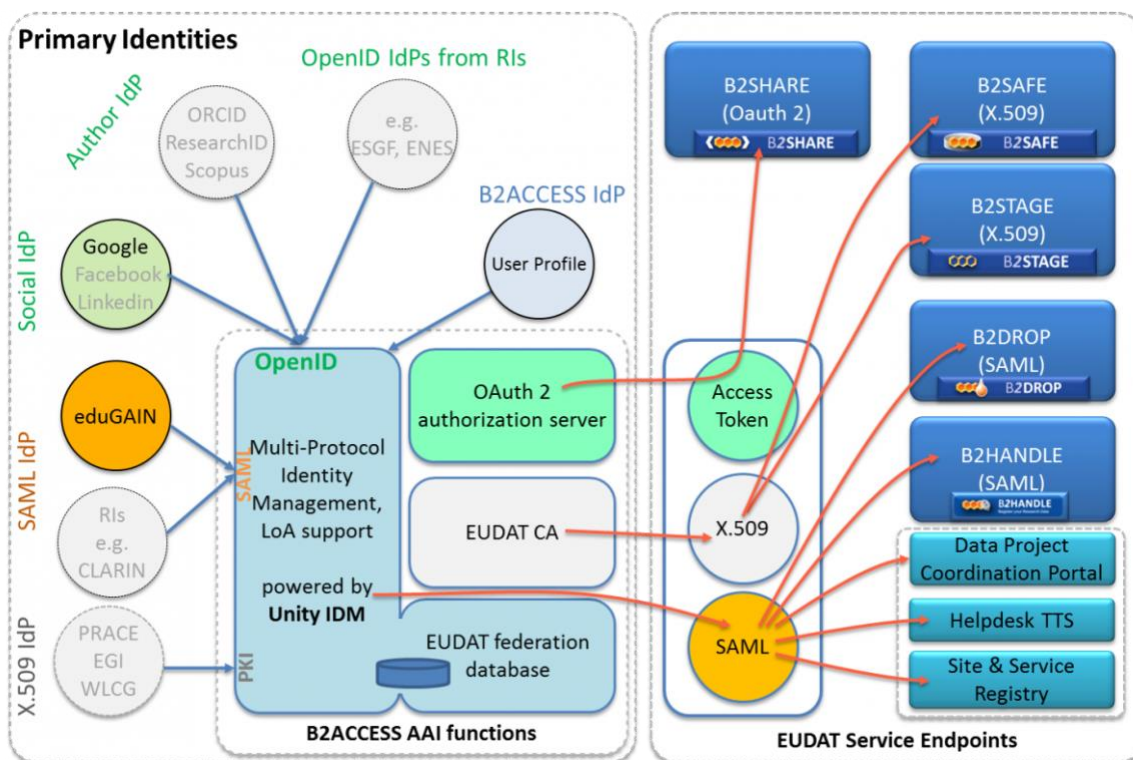 Primary Identities
Author IdP
OpenID IdPs from RIs
ORCID
ResearchID
Scopus
e.g.
ESGF, ENES
B2ACCESS IdP
Social IdP
Google
Facebook
Linkedin
User Profile
SAML IdP
eduGAIN
RIs
e.g.
CLARIN
X.509 IdP
PRACE
EGI
WLCG
OpenID
SAML
PKI
Multi-Protocol
Identity
Management,
LoA support
powered by
Unity IDM
OAuth 2
authorization server
EUDAT CA
EUDAT federation
database
B2ACCESS AAI functions
Access
Token
X.509
SAML
B2SHARE
(Oauth 2)
B2SHARE
B2SAFE
(X.509)
B2SAFE
B2STAGE
(X.509)
B2STAGE
B2DROP
(SAML)
B2DROP
B2HANDLE
(SAML)
B2HANDLE
Data Project
Coordination Portal
Helpdesk TTS
Site & Service
Registry
EUDAT Service Endpoints